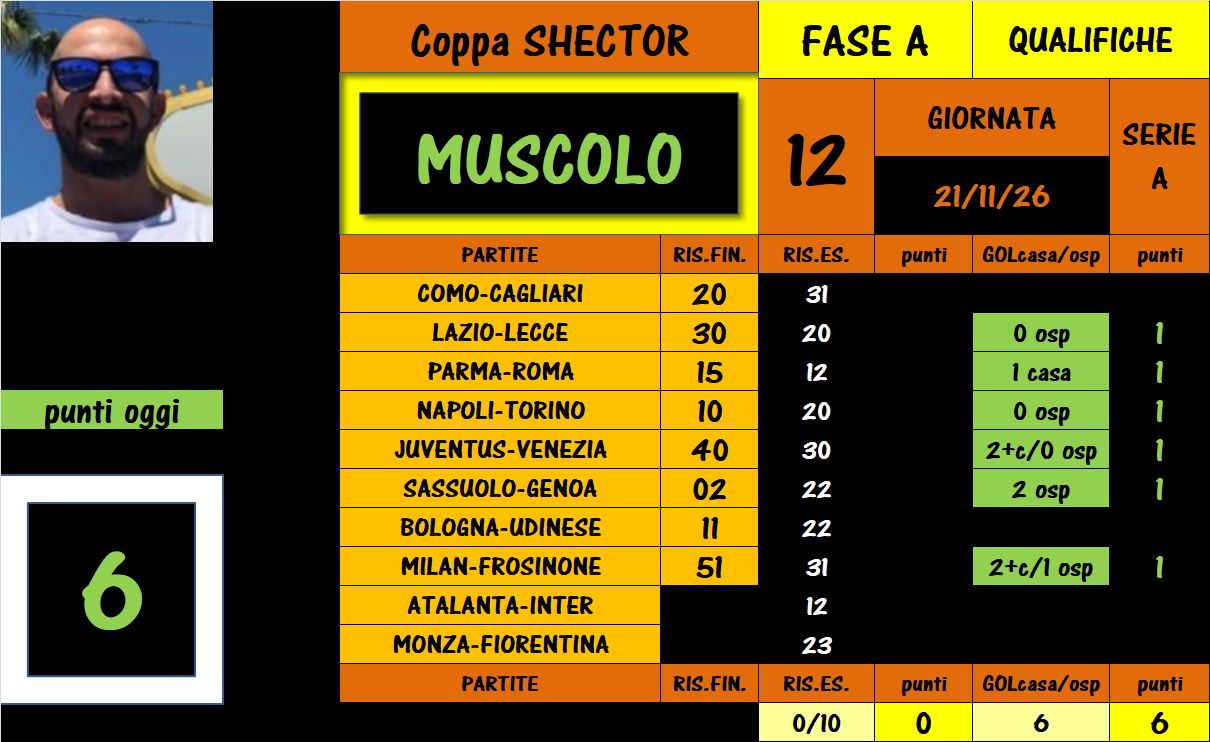 Coppa SHECTOR FASE A QUALIFICHE
MUSCOLO 12 GIORNATA SERIE A
21/11/26
PARTITE RIS.FIN. RIS.ES. punti GOLcasa/osp punti
COMO-CAGLIARI 20 31
LAZIO-LECCE 30 20 0 osp 1
PARMA-ROMA 15 12 1 casa 1
punti oggi
NAPOLI-TORINO 10 20 0 osp 1
JUVENTUS-VENEZIA 40 30 2+c/0 osp 1
SASSUOLO-GENOA 02 22 2 osp 1
BOLOGNA-UDINESE 11 22
MILAN-FROSINONE 51 31 2+c/1 osp 1
6
ATALANTA-INTER 12
MONZA-FIORENTINA 23
PARTITE RIS.FIN. RIS.ES. punti GOLcasa/osp punti
0/10 0 6 6